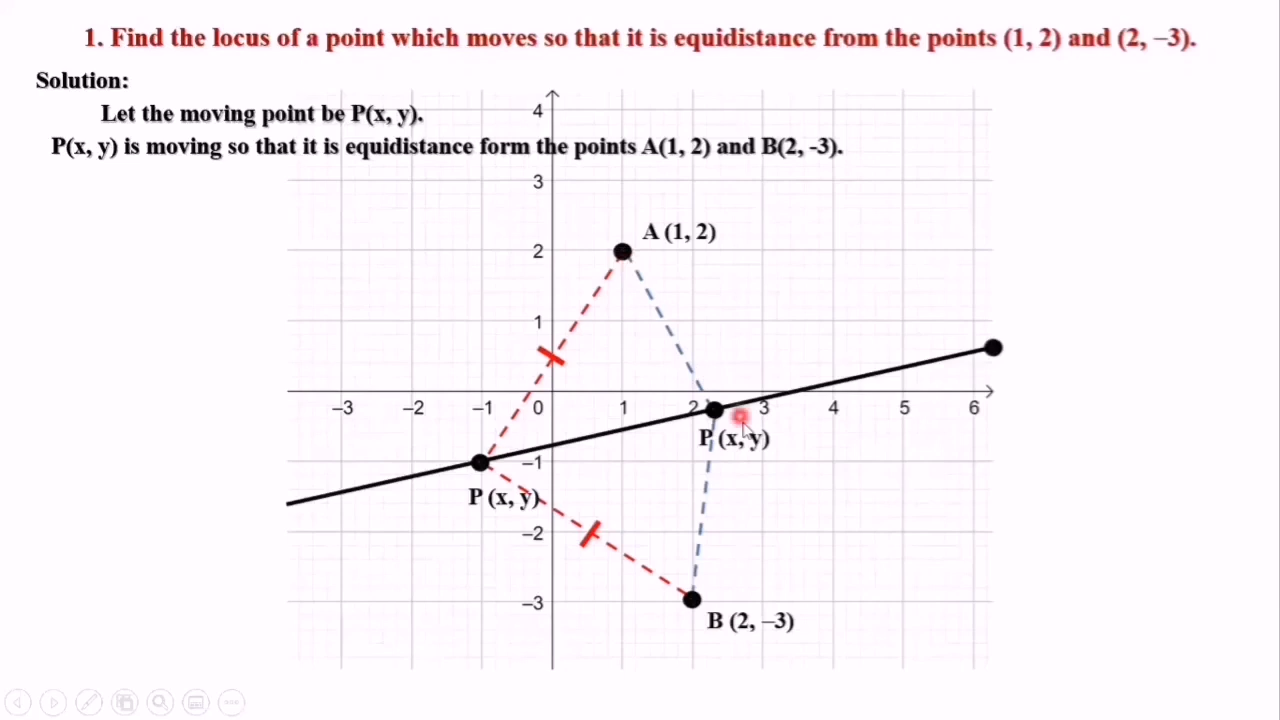 1. Find the locus of a point which moves so that it is equidistance from the points (1, 2) and (2, –3).
Solution:
Let the moving point be P(x, y).
P(x, y) is moving so that it is equidistance form the points A(1, 2) and B(2, -3).
4
3
A (1, 2)
2
1
–3 –2 –1 0 1 2 3 4 5 6
P (x, y)
–1
P (x, y)
–2
–3
B (2, –3)